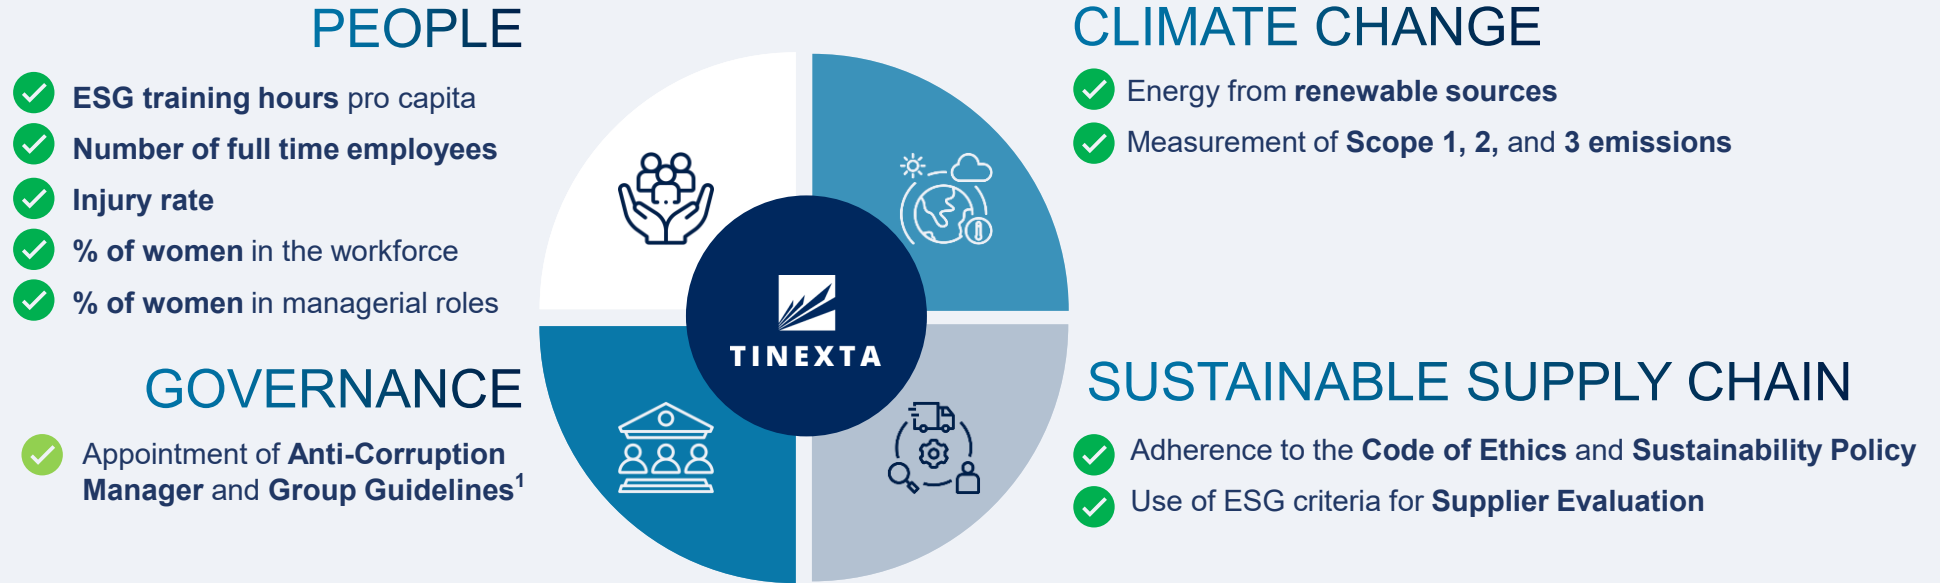 PEOPLE
ESG training hours pro capita
Number of full time employees
Injury rate
% of women in the workforce
% of women in managerial roles
CLIMATE CHANGE
Energy from renewable sources
Measurement of Scope 1, 2, and 3 emissions
TINEXTA
GOVERNANCE
Appointment of Anti-Corruption
Manager and Group Guidelines¹
SUSTAINABLE SUPPLY CHAIN
Adherence to the Code of Ethics and Sustainability Policy
Use of ESG criteria for Supplier Evaluation